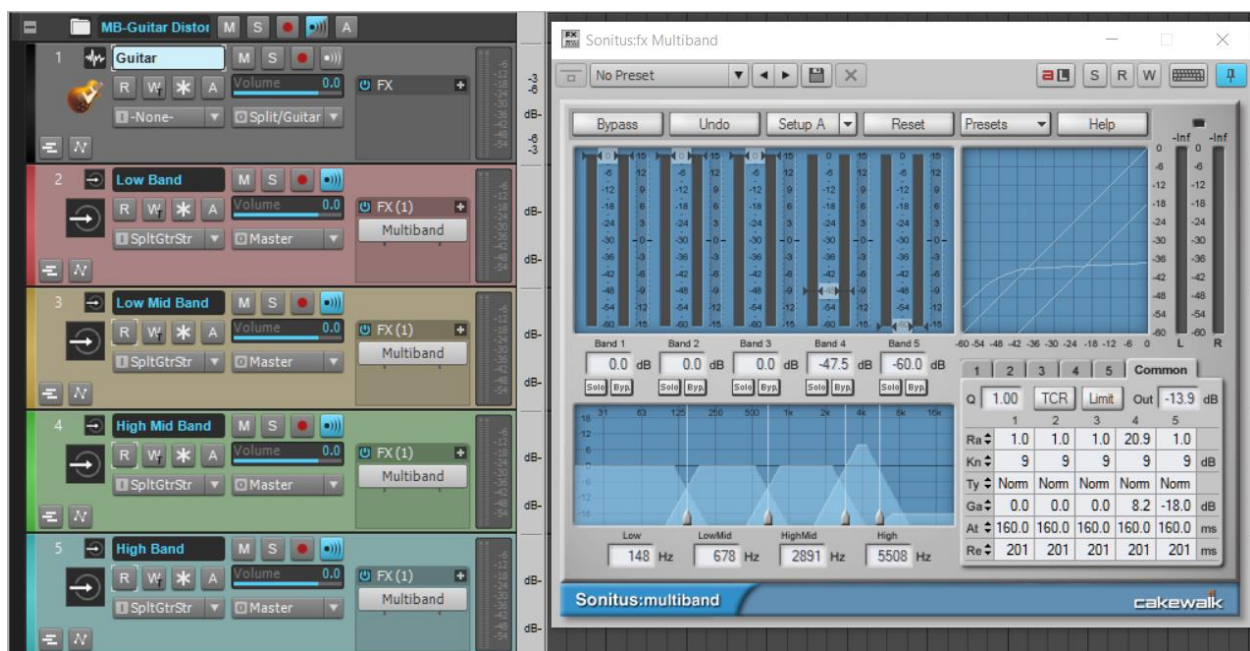 MB-Guitar Distor M S A
1 Guitar M S
R W A Volume 0.0 FX
-None- Split/Guitar
2 Low Band M S
R W A Volume 0.0 FX (1)
SpltGtrStr Master Multiband
3 Low Mid Band M S
R W A Volume 0.0 FX (1)
SpltGtrStr Master Multiband
4 High Mid Band M S
R W A Volume 0.0 FX (1)
SpltGtrStr Master Multiband
5 High Band M S
R W A Volume 0.0 FX (1)
SpltGtrStr Master Multiband
FX Sonitus:fx Multiband
No Preset S R W
Bypass Undo Setup A Reset Presets Help
-Inf -Inf
Band 1 Band 2 Band 3 Band 4 Band 5
0.0 dB 0.0 dB 0.0 dB -47.5 dB -60.0 dB
Solo Byp. Solo Byp. Solo Byp. Solo Byp. Solo Byp.
-60 -54 -48 -42 -36 -30 -24 -18 -12 -6 0 L R
1 2 3 4 5 Common
Q 1.00 TCR Limit Out -13.9 dB
1 2 3 4 5
Ra 1.0 1.0 1.0 20.9 1.0
Kn 9 9 9 9 9 dB
Ty Norm Norm Norm Norm Norm
Ga 0.0 0.0 0.0 8.2 -18.0 dB
At 160.0 160.0 160.0 160.0 160.0 ms
Re 201 201 201 201 201 ms
31 63 125 250 500 1k 2k 4k 8k 16k
Low LowMid HighMid High
148 Hz 678 Hz 2891 Hz 5508 Hz
Sonitus:multiband cakewalk